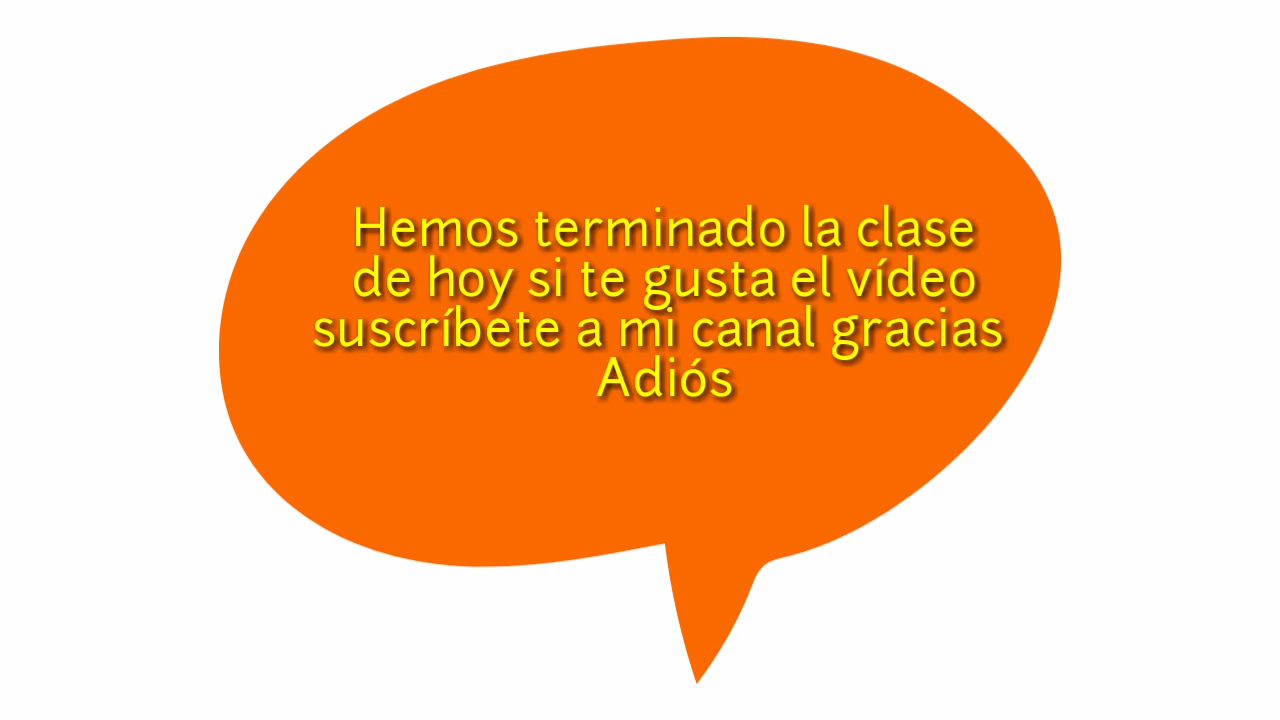 Hemos terminado la clase
de hoy si te gusta el vídeo
suscríbete a mi canal gracias
Adiós